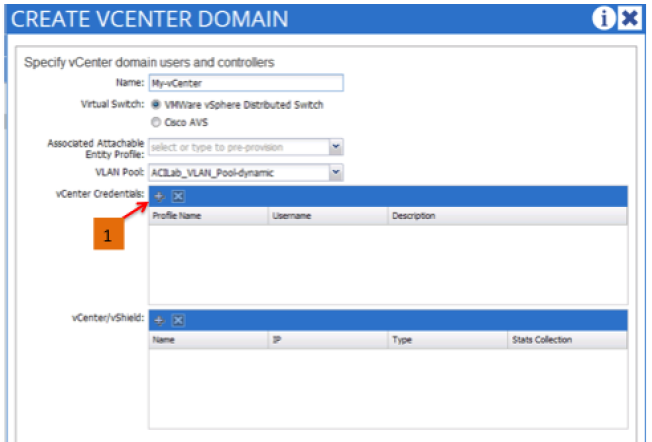 CREATE VCENTER DOMAIN
Specify vCenter domain users and controllers
Name: My-vCenter
Virtual Switch: VMWare vSphere Distributed Switch
Cisco AVS
Associated Attachable
Entity Profile: select or type to pre-provision
VLAN Pool: ACILab_VLAN_Pool-dynamic
vCenter Credentials:
1
Profile Name Username Description
vCenter/vShield:
Name IP Type Stats Collection